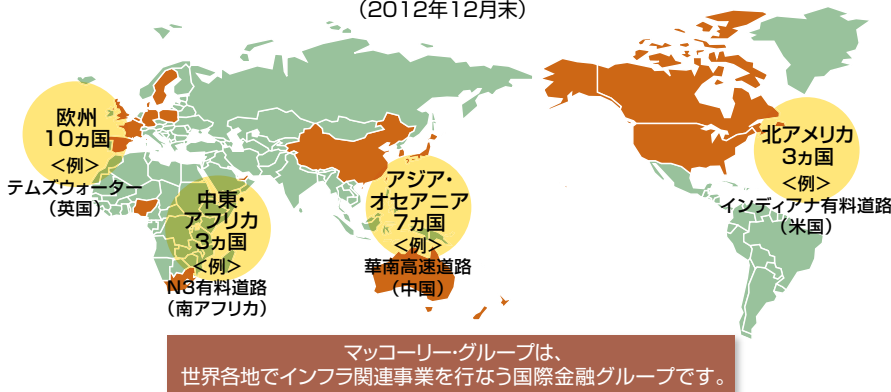 （2012年12月末）
欧州
10ヵ国
＜例＞
テムズウォーター
（英国）
中東・
アフリカ
3ヵ国
＜例＞
N3有料道路
（南アフリカ）
アジア・
オセアニア
7ヵ国
＜例＞
華南高速道路
（中国）
北アメリカ
3ヵ国
＜例＞
インディアナ有料道路
（米国）
マッコーリー・グループは、
世界各地でインフラ関連事業を行なう国際金融グループです。